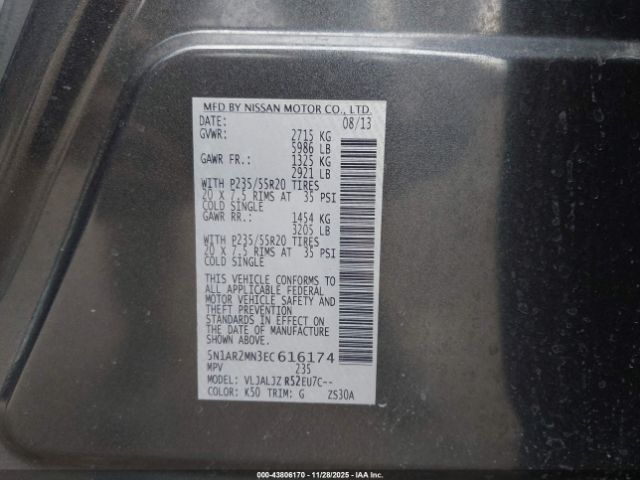 MFD BY NISSAN MOTOR CO., LTD.
DATE: 08/13
GVWR: 2715 KG
5986 LB
GAWR FR.: 1325 KG
2921 LB
WITH P235/55R20 TIRES
20 X 7.5 RIMS AT 35 PSI
COLD SINGLE
GAWR RR.: 1454 KG
3205 LB
WITH P235/55R20 TIRES
20 X 7.5 RIMS AT 35 PSI
COLD SINGLE
THIS VEHICLE CONFORMS TO
ALL APPLICABLE FEDERAL
MOTOR VEHICLE SAFETY AND
THEFT PREVENTION
STANDARDS IN EFFECT ON
THE DATE OF MANUFACTURE
SHOWN ABOVE.
5N1AR2MN3EC616174
MPV 235
MODEL: VLJALJZ R52EU7C--
COLOR: K50 TRIM: G ZS30A
000-43806170 - 11/28/2025 - IAA Inc.